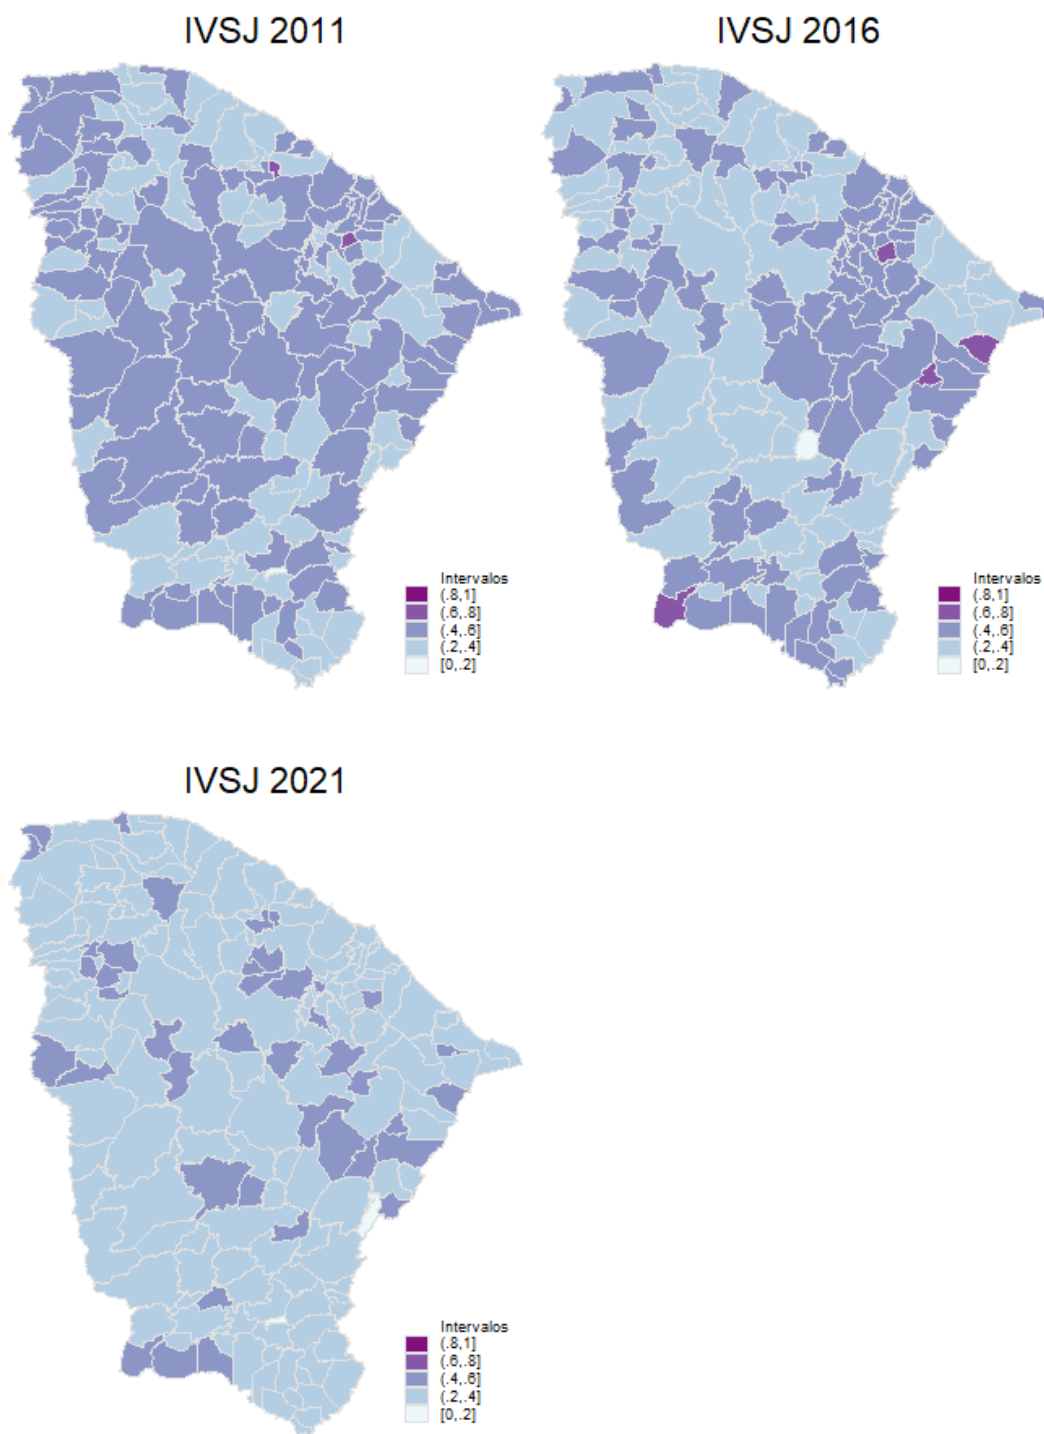 IVSJ 2011
Intervalos
(.8,1]
(.6,.8]
(.4,.6]
(.2,.4]
[0,.2]
IVSJ 2016
Intervalos
(.8,1]
(.6,.8]
(.4,.6]
(.2,.4]
[0,.2]
IVSJ 2021
Intervalos
(.8,1]
(.6,.8]
(.4,.6]
(.2,.4]
[0,.2]